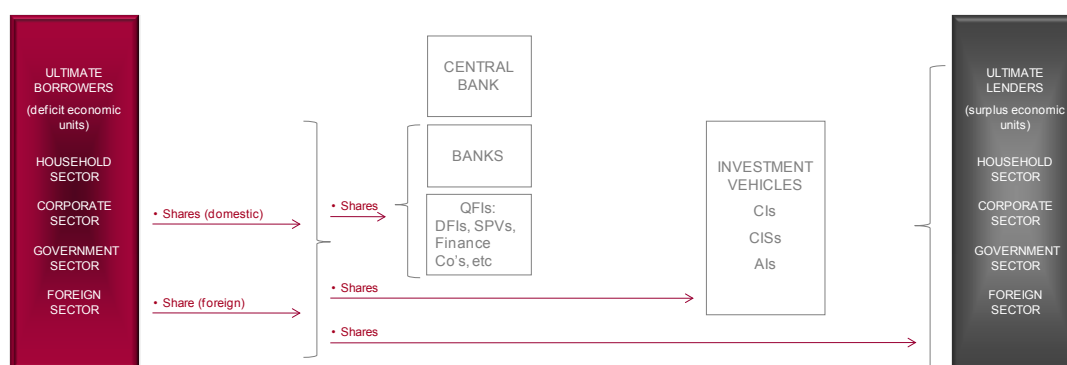 ULTIMATE
BORROWERS
(deficit economic
units)
HOUSEHOLD
SECTOR
CORPORATE
SECTOR
GOVERNMENT
SECTOR
FOREIGN
SECTOR
• Shares (domestic)
• Share (foreign)
• Shares
• Shares
• Shares
CENTRAL
BANK
BANKS
QFIs:
DFIs, SPVs,
Finance
Co's, etc
INVESTMENT
VEHICLES
CIs
CISs
AIs
ULTIMATE
LENDERS
(surplus economic
units)
HOUSEHOLD
SECTOR
CORPORATE
SECTOR
GOVERNMENT
SECTOR
FOREIGN
SECTOR